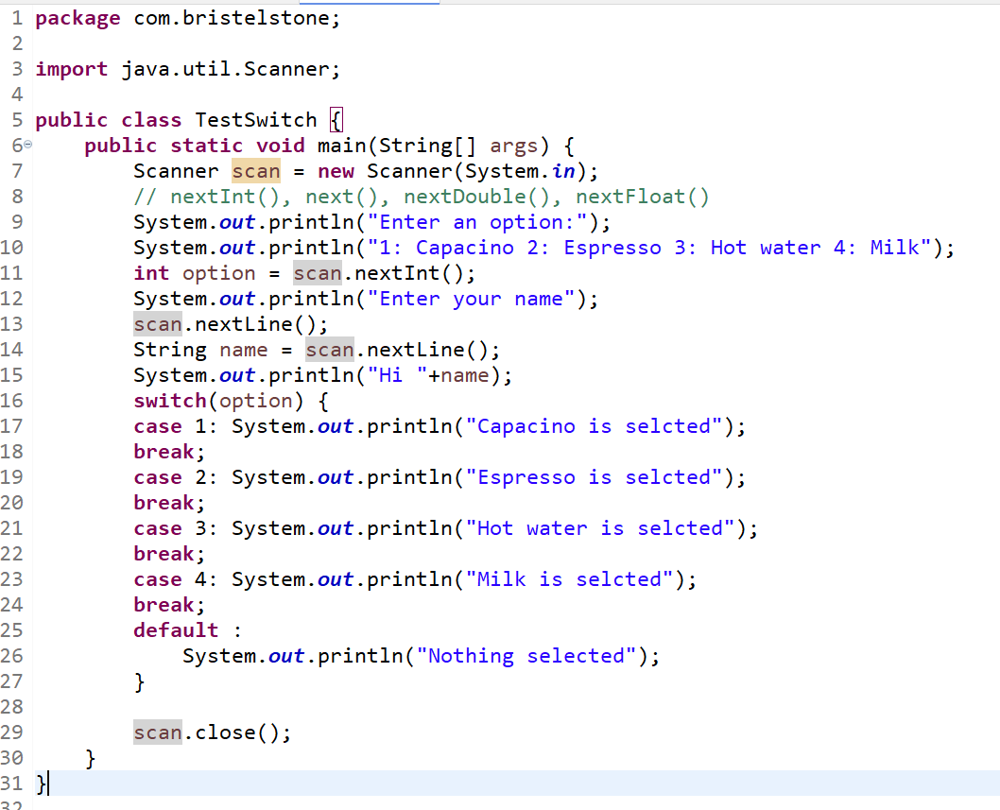 1 package com.bristelstone;
2
3 import java.util.Scanner;
4
5 public class TestSwitch {
6 public static void main(String[] args) {
7 Scanner scan = new Scanner(System.in);
8 // nextInt(), next(), nextDouble(), nextFloat()
9 System.out.println("Enter an option:");
10 System.out.println("1: Capacino 2: Espresso 3: Hot water 4: Milk");
11 int option = scan.nextInt();
12 System.out.println("Enter your name");
13 scan.nextLine();
14 String name = scan.nextLine();
15 System.out.println("Hi "+name);
16 switch(option) {
17 case 1: System.out.println("Capacino is selcted");
18 break;
19 case 2: System.out.println("Espresso is selcted");
20 break;
21 case 3: System.out.println("Hot water is selcted");
22 break;
23 case 4: System.out.println("Milk is selcted");
24 break;
25 default :
26 System.out.println("Nothing selected");
27 }
28
29 scan.close();
30 }
31 }
32